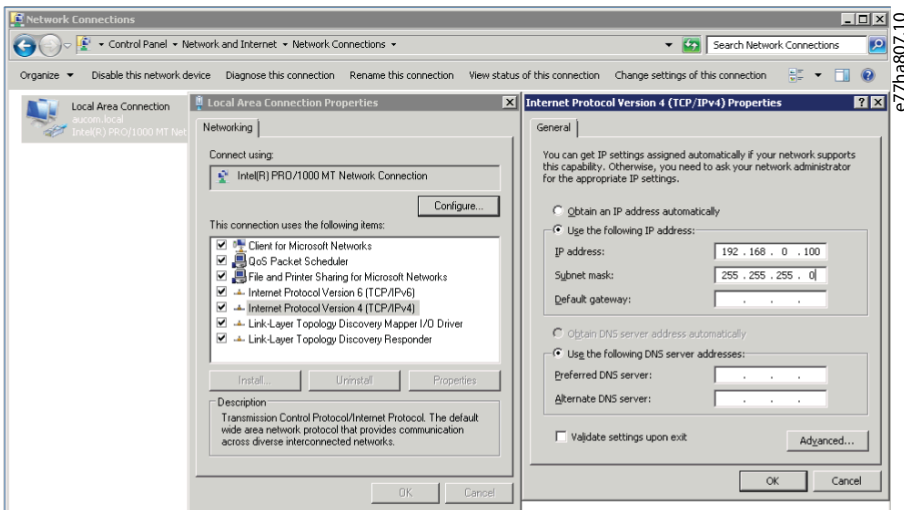 Network Connections
Control Panel Network and Internet Network Connections
Search Network Connections
Organize Disable this network device Diagnose this connection Rename this connection View status of this connection Change settings of this connection
Local Area Connection
aucom.local
Intel(R) PRO/1000 MT Net
Local Area Connection Properties
Networking
Connect using:
Intel(R) PRO/1000 MT Network Connection
Configure...
This connection uses the following items:
Client for Microsoft Networks
QoS Packet Scheduler
File and Printer Sharing for Microsoft Networks
Internet Protocol Version 6 (TCP/IPv6)
Internet Protocol Version 4 (TCP/IPv4)
Link-Layer Topology Discovery Mapper I/O Driver
Link-Layer Topology Discovery Responder
Install... Uninstall Properties
Description
Transmission Control Protocol/Internet Protocol. The default
wide area network protocol that provides communication
across diverse interconnected networks.
OK Cancel
Internet Protocol Version 4 (TCP/IPv4) Properties
General
You can get IP settings assigned automatically if your network supports
this capability. Otherwise, you need to ask your network administrator
for the appropriate IP settings.
Obtain an IP address automatically
Use the following IP address:
IP address: 192 . 168 . 0 . 100
Subnet mask: 255 . 255 . 255 . 0
Default gateway: . . .
Obtain DNS server address automatically
Use the following DNS server addresses:
Preferred DNS server: . . .
Alternate DNS server: . . .
Validate settings upon exit
Advanced...
OK Cancel
e77ha807.10